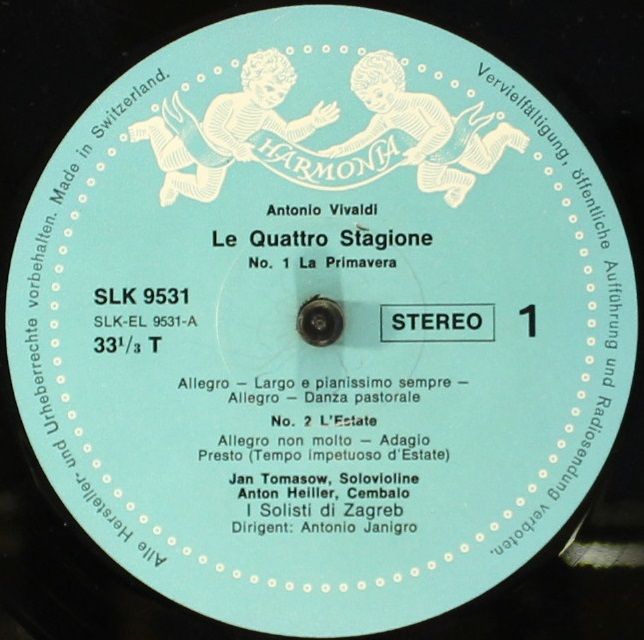 Alle Hersteller- und Urheberrechte vorbehalten. Made in Switzerland.
Vervielfältigung, öffentliche Aufführung und Radiosendung verboten.
HARMONIA
Antonio Vivaldi
Le Quattro Stagione
No. 1 La Primavera
SLK 9531
SLK-EL 9531-A
33¹/₃ T
STEREO 1
Allegro – Largo e pianissimo sempre –
Allegro – Danza pastorale
No. 2 L'Estate
Allegro non molto – Adagio
Presto (Tempo impetuoso d'Estate)
Jan Tomasow, Solovioline
Anton Heiller, Cembalo
I Solisti di Zagreb
Dirigent: Antonio Janigro